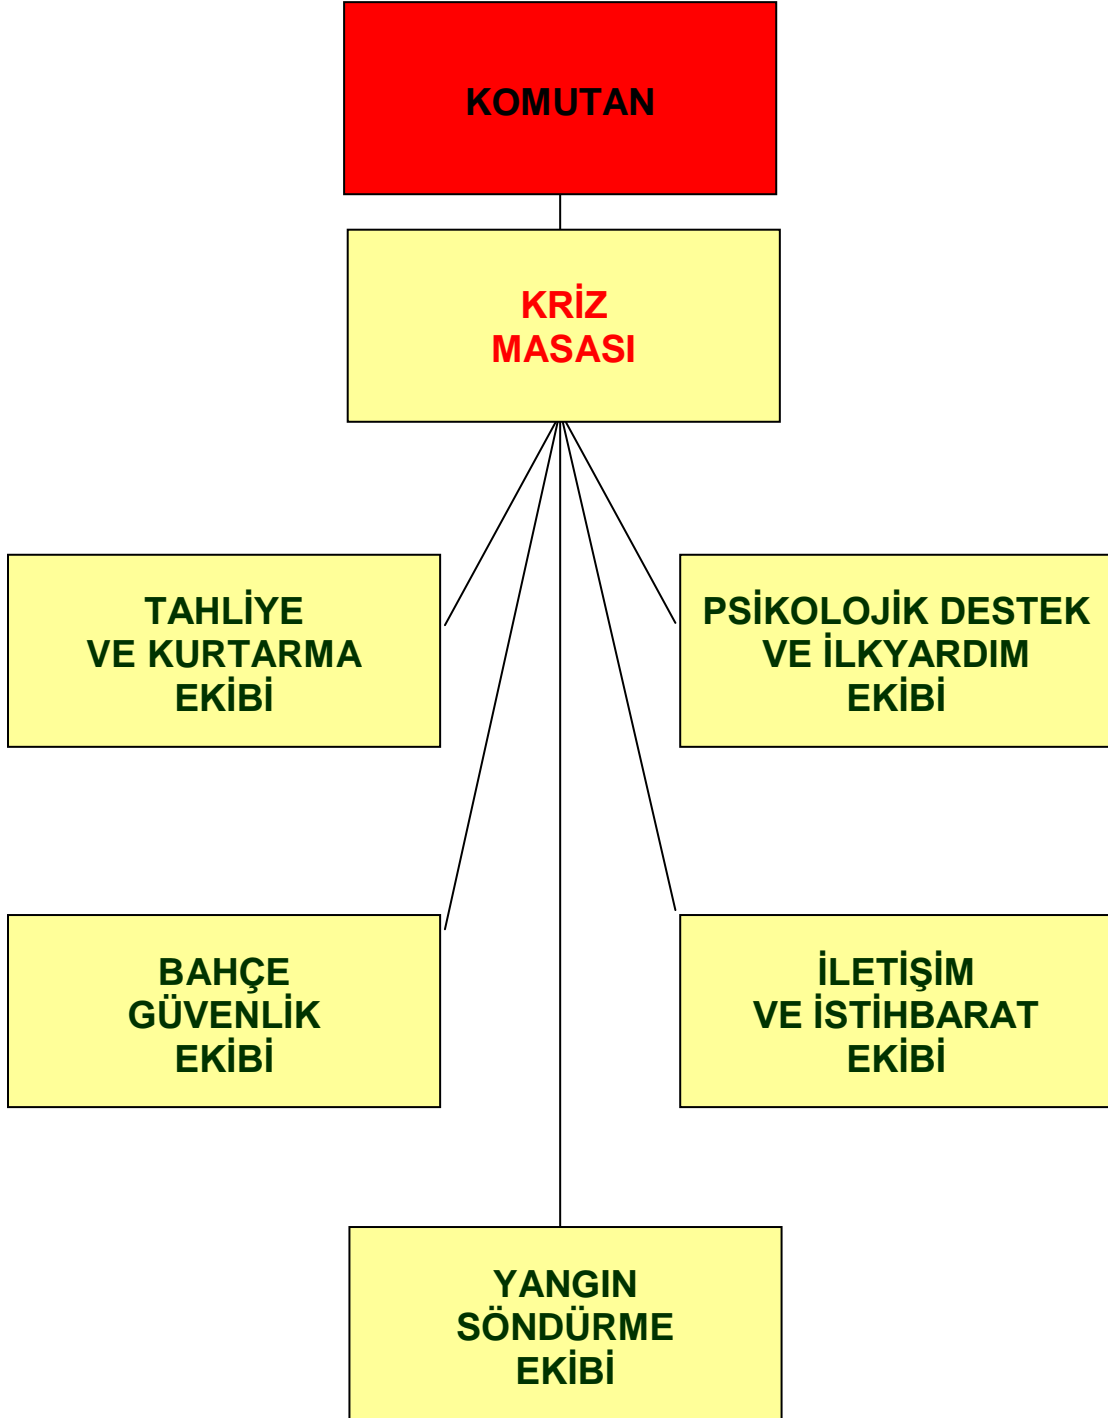 KOMUTAN
KRİZ
MASASI
TAHLİYE
VE KURTARMA
EKİBİ
PSİKOLOJİK DESTEK
VE İLKYARDIM
EKİBİ
BAHÇE
GÜVENLİK
EKİBİ
İLETİŞİM
VE İSTİHBARAT
EKİBİ
YANGIN
SÖNDÜRME
EKİBİ